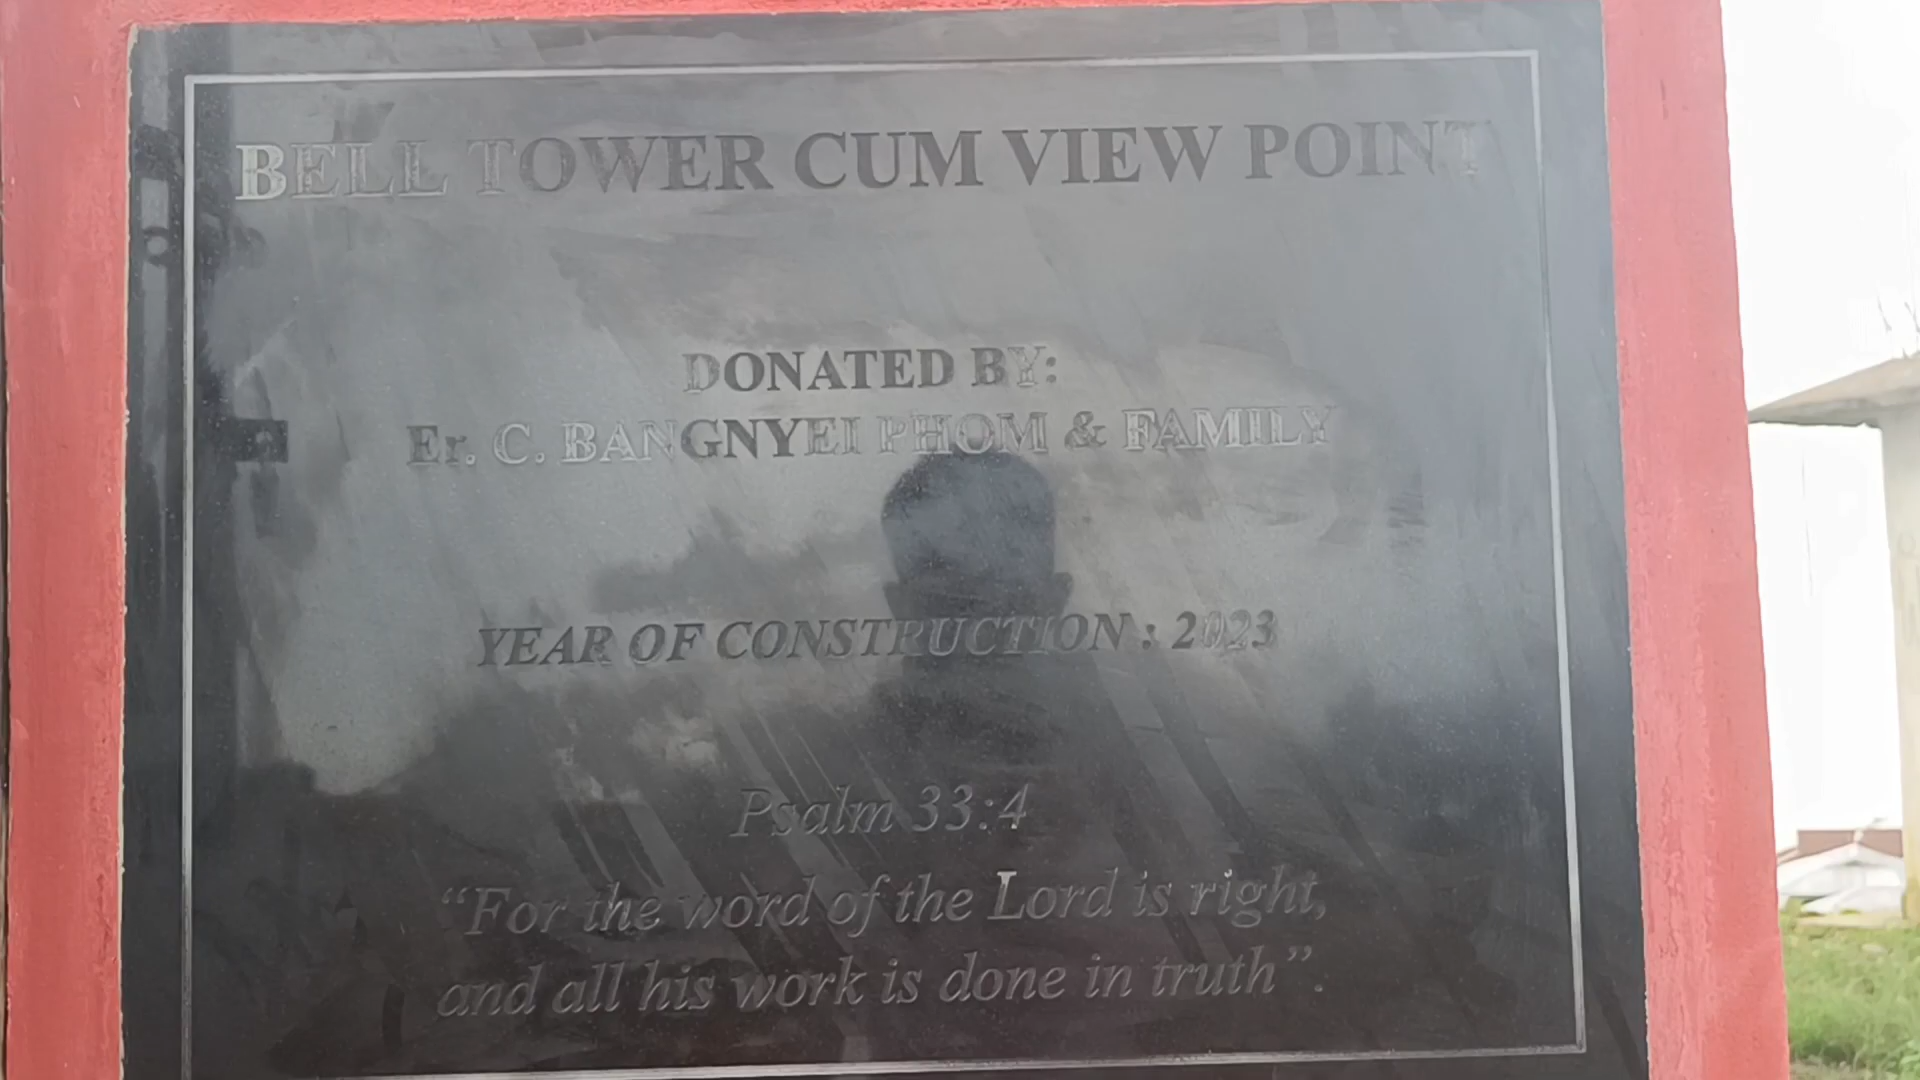 BELL TOWER CUM VIEW POINT
DONATED BY:
Er. C. BANGNYEI PHOM & FAMILY
YEAR OF CONSTRUCTION : 2023
Psalm 33:4
“For the word of the Lord is right,
and all his work is done in truth”.